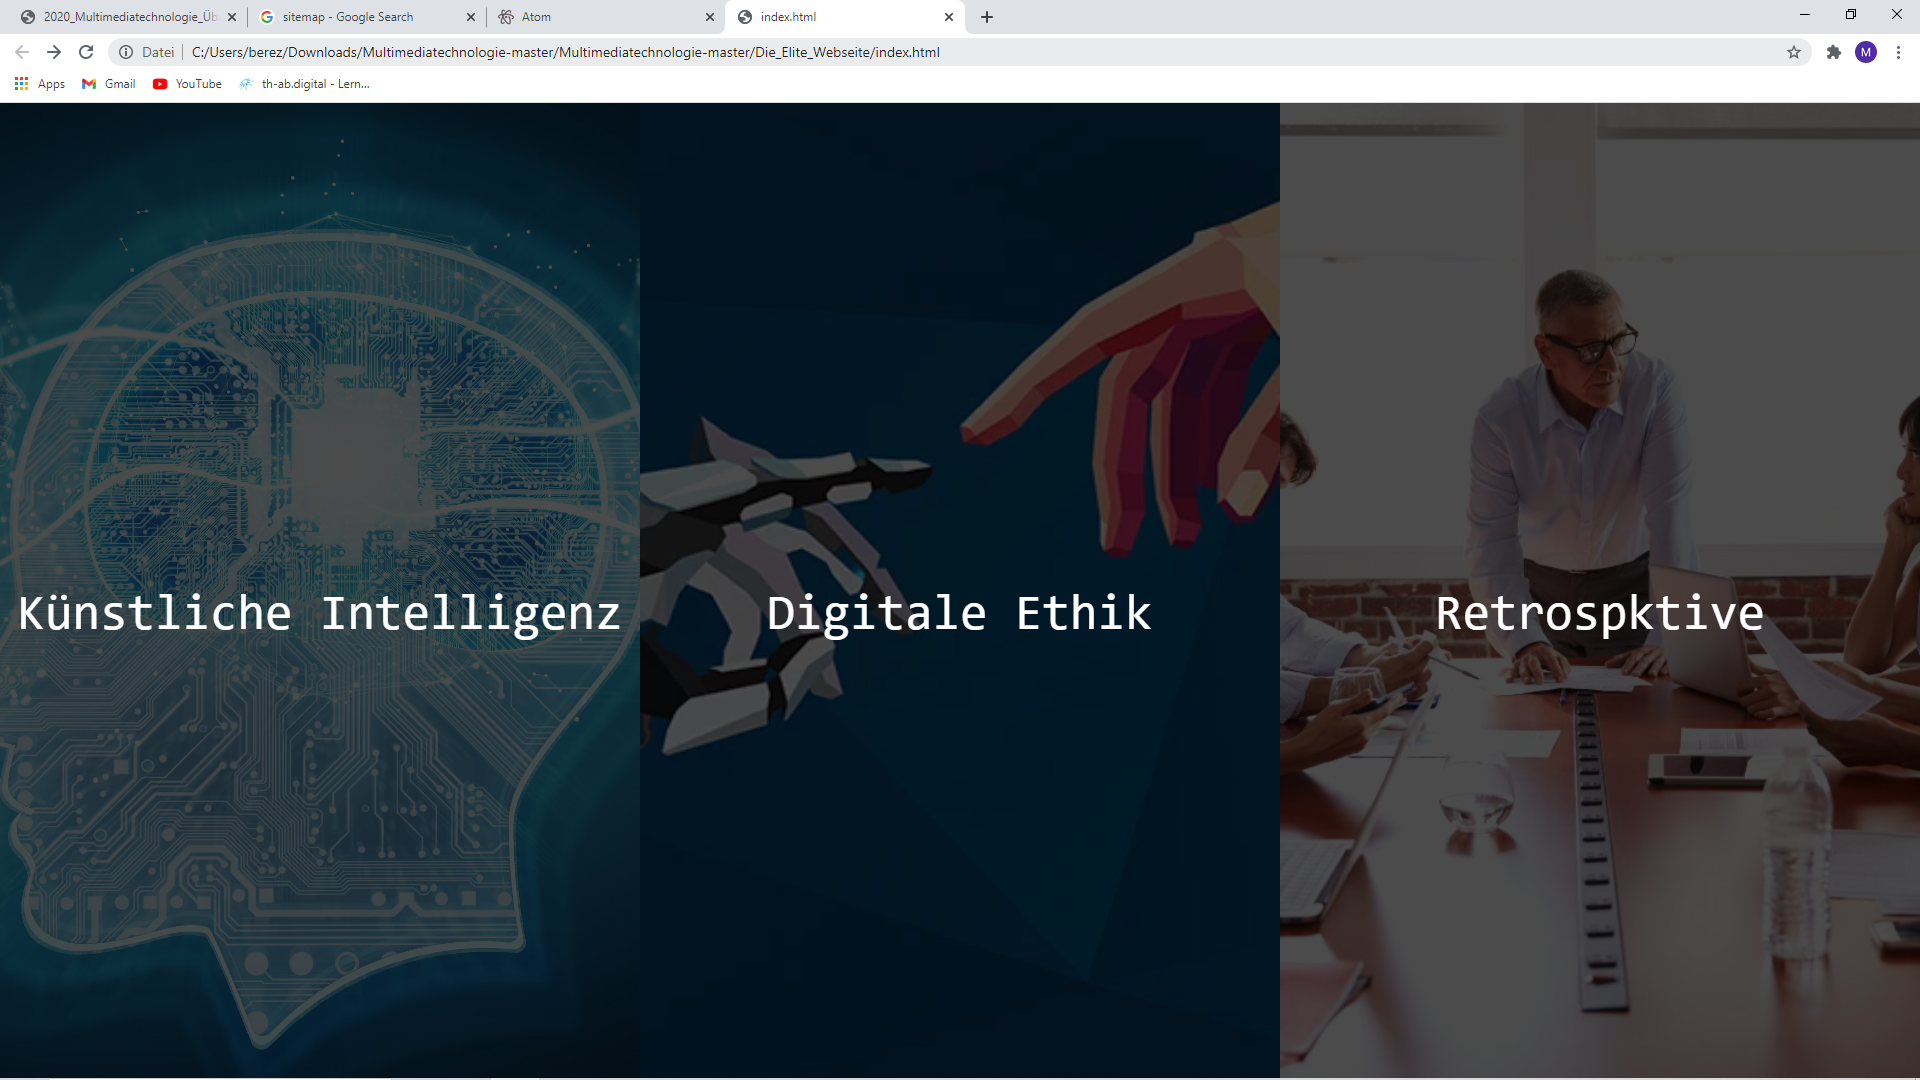 2020_Multimediatechnologie_Üb
sitemap - Google Search
Atom
index.html
Datei
C:/Users/berez/Downloads/Multimediatechnologie-master/Multimediatechnologie-master/Die_Elite_Webseite/index.html
M
Apps
Gmail
YouTube
th-ab.digital - Lern...
Künstliche Intelligenz
Digitale Ethik
Retrospktive